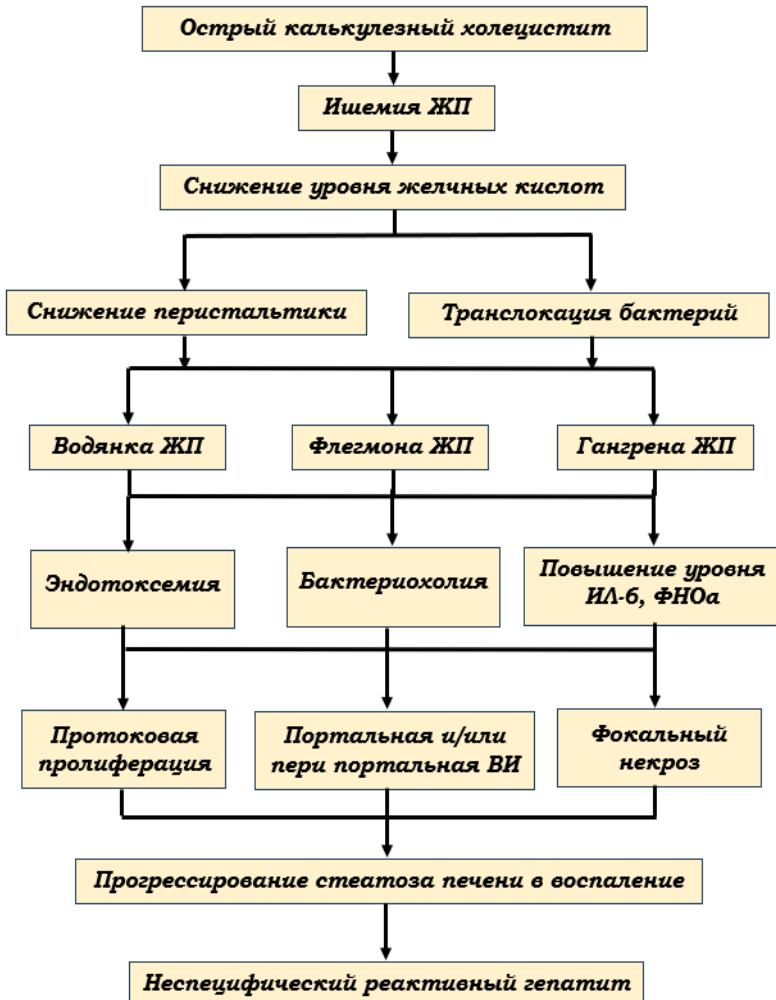 Острый калькулезный холецистит
Ишемия ЖП
Снижение уровня желчных кислот
Снижение перистальтики
Транслокация бактерий
Водянка ЖП
Флегмона ЖП
Гангрена ЖП
Эндотоксемия
Бактериохолия
Повышение уровня
ИЛ-6, ФНОа
Протоковая
пролиферация
Портальная и/или
пери портальная ВИ
Фокальный
некроз
Прогрессирование стеатоза печени в воспаление
Неспецифический реактивный гепатит